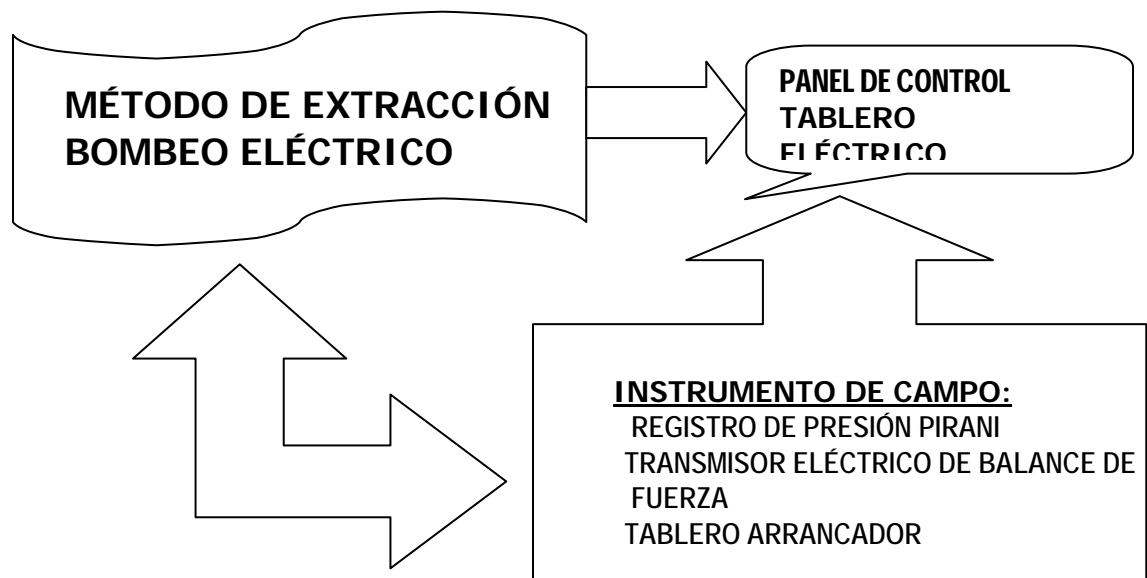 MÉTODO DE EXTRACCIÓN
BOMBEO ELÉCTRICO
PANEL DE CONTROL
TABLERO
ELÉCTRICO
INSTRUMENTO DE CAMPO:
REGISTRO DE PRESIÓN PIRANI
TRANSMISOR ELÉCTRICO DE BALANCE DE
FUERZA
TABLERO ARRANCADOR